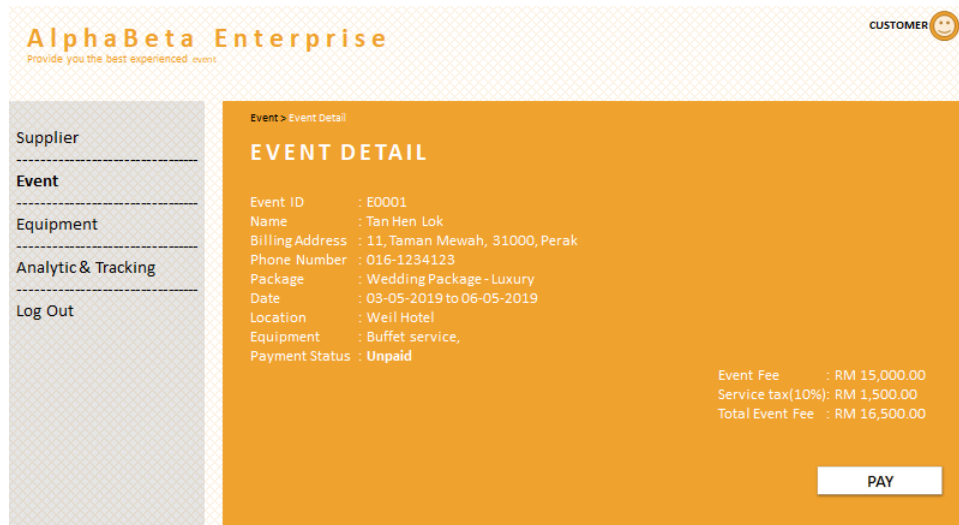 AlphaBeta Enterprise
Provide you the best experienced event
CUSTOMER
Supplier
Event
Equipment
Analytic & Tracking
Log Out
Event > Event Detail
EVENT DETAIL
Event ID : E0001
Name : Tan Hen Lok
Billing Address : 11, Taman Mewah, 31000, Perak
Phone Number : 016-1234123
Package : Wedding Package - Luxury
Date : 03-05-2019 to 06-05-2019
Location : Weil Hotel
Equipment : Buffet service,
Payment Status : Unpaid
Event Fee : RM 15,000.00
Service tax(10%): RM 1,500.00
Total Event Fee : RM 16,500.00
PAY